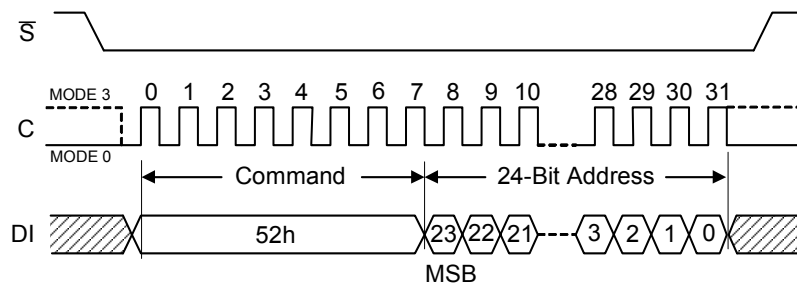 S
MODE 3 0 1 2 3 4 5 6 7 8 9 10 28 29 30 31
C
MODE 0
Command 24-Bit Address
DI 52h 23 22 21 3 2 1 0
MSB